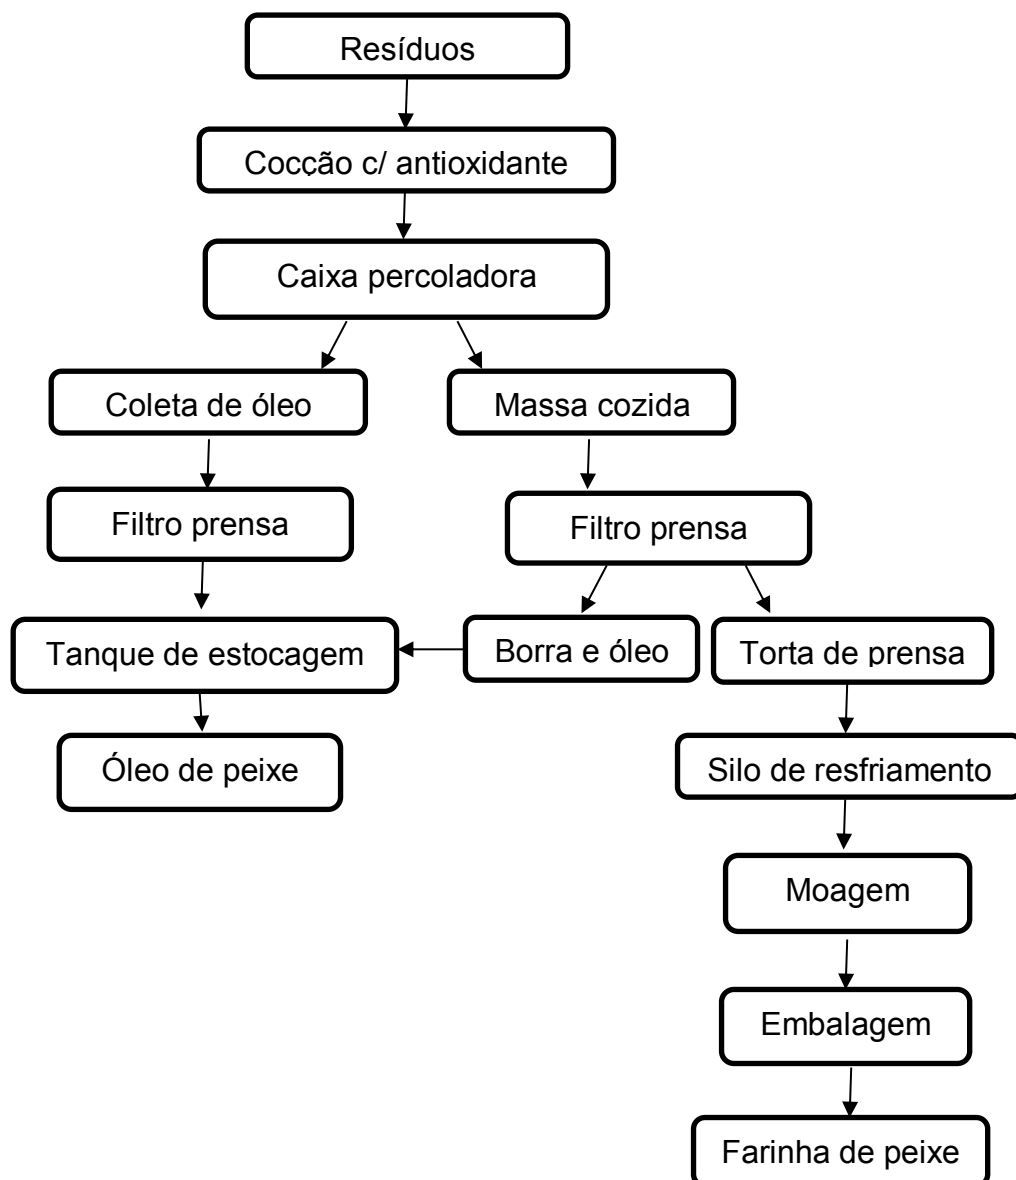 Resíduos
Cocção c/ antioxidante
Caixa percoladora
Coleta de óleo
Massa cozida
Filtro prensa
Filtro prensa
Tanque de estocagem
Borra e óleo
Torta de prensa
Óleo de peixe
Silo de resfriamento
Moagem
Embalagem
Farinha de peixe